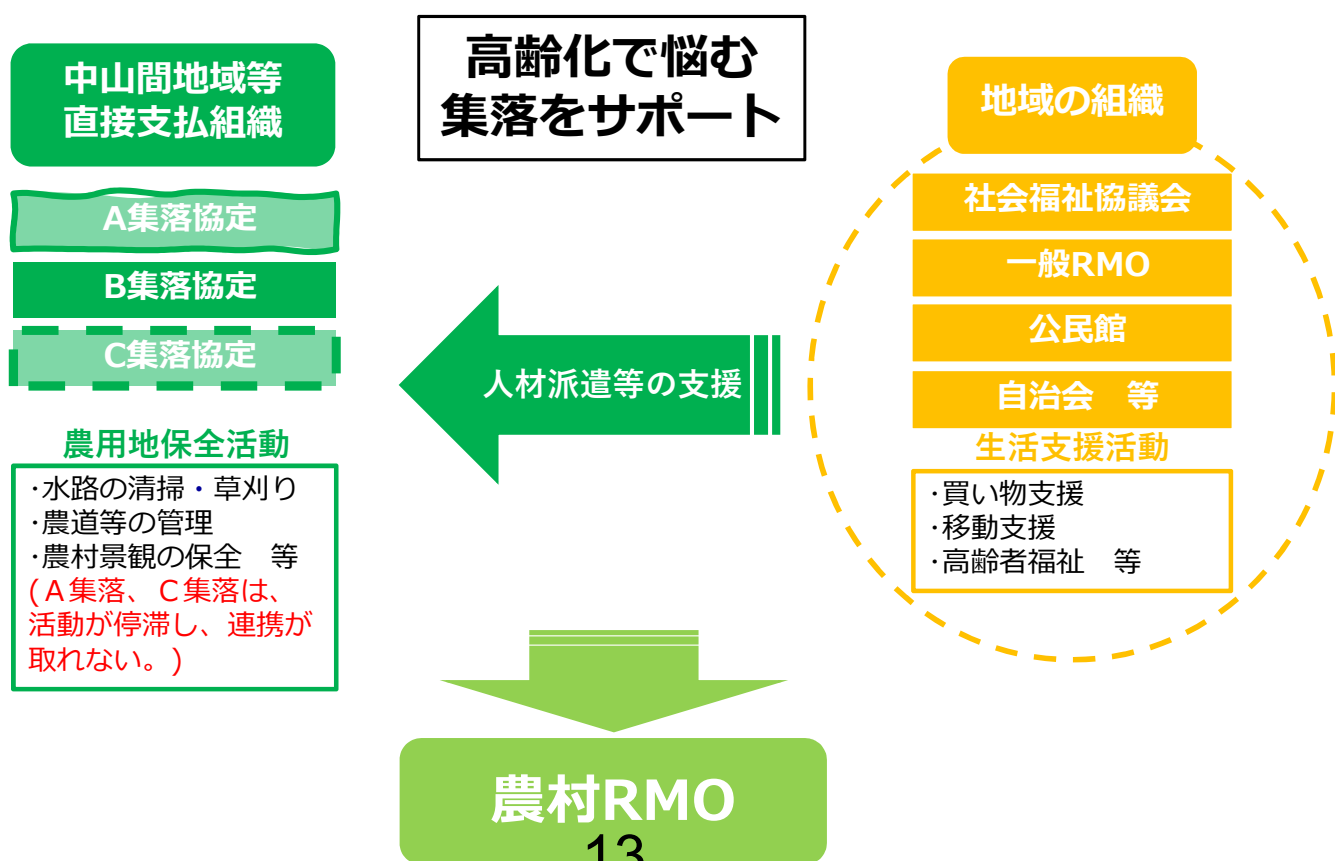 高齢化で悩む
集落をサポート
中山間地域等
直接支払組織
A集落協定
B集落協定
C集落協定
農用地保全活動
·水路の清掃・草刈り
·農道等の管理
·農村景観の保全　等
(Ａ集落、Ｃ集落は、
活動が停滞し、連携が
取れない。)
人材派遣等の支援
地域の組織
社会福祉協議会
一般RMO
公民館
自治会　等
生活支援活動
·買い物支援
·移動支援
·高齢者福祉　等
農村RMO
13